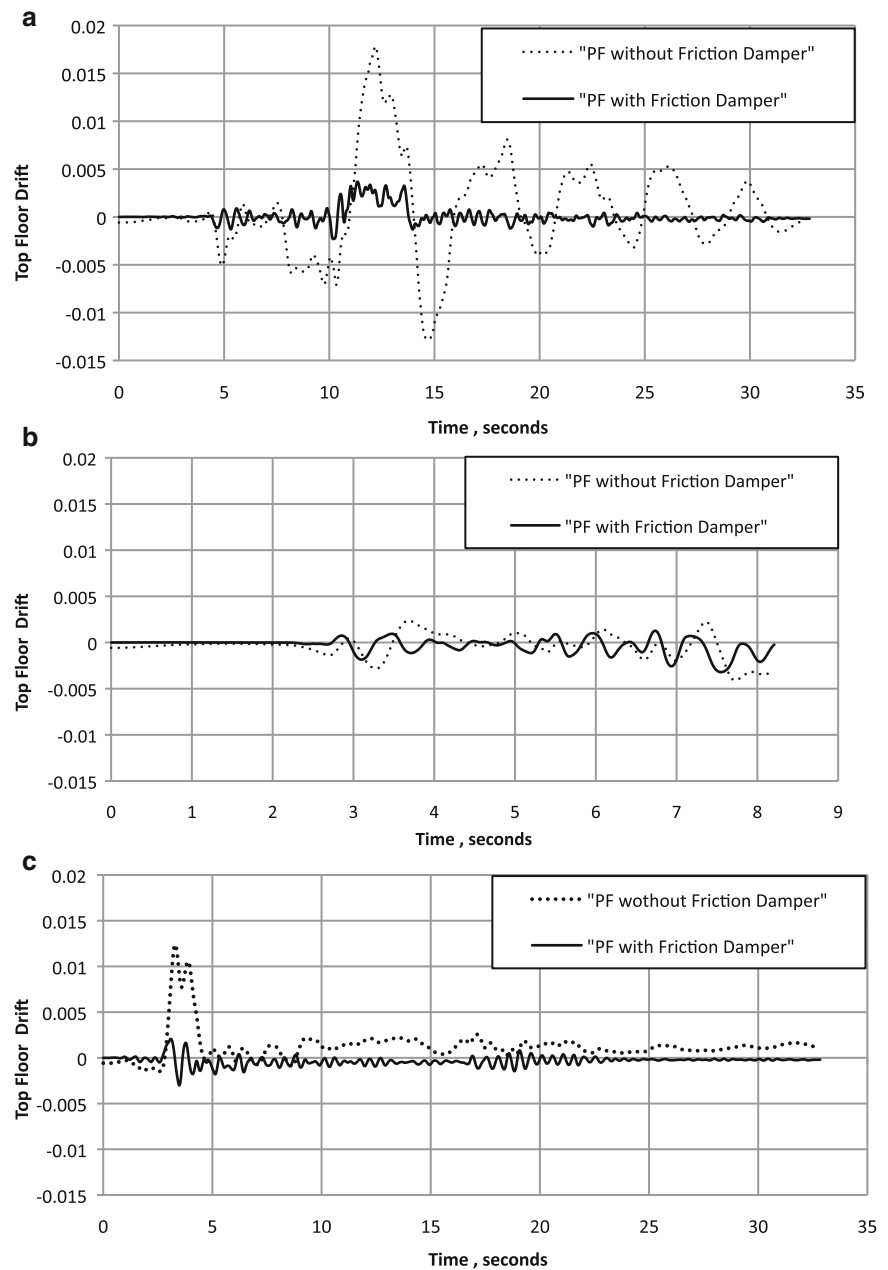 a
0.02
0.015
0.01
0.005
0
-0.005
-0.01
-0.015
Top Floor Drift
"PF without Friction Damper"
"PF with Friction Damper"
0 5 10 15 20 25 30 35
Time , seconds
b
0.02
0.015
0.01
0.005
0
-0.005
-0.01
-0.015
Top Floor Drift
"PF without Friction Damper"
"PF with Friction Damper"
0 1 2 3 4 5 6 7 8 9
Time , seconds
c
0.02
0.015
0.01
0.005
0
-0.005
-0.01
-0.015
Top Floor Drift
"PF wothout Friction Damper"
"PF with Friction Damper"
0 5 10 15 20 25 30 35
Time , seconds